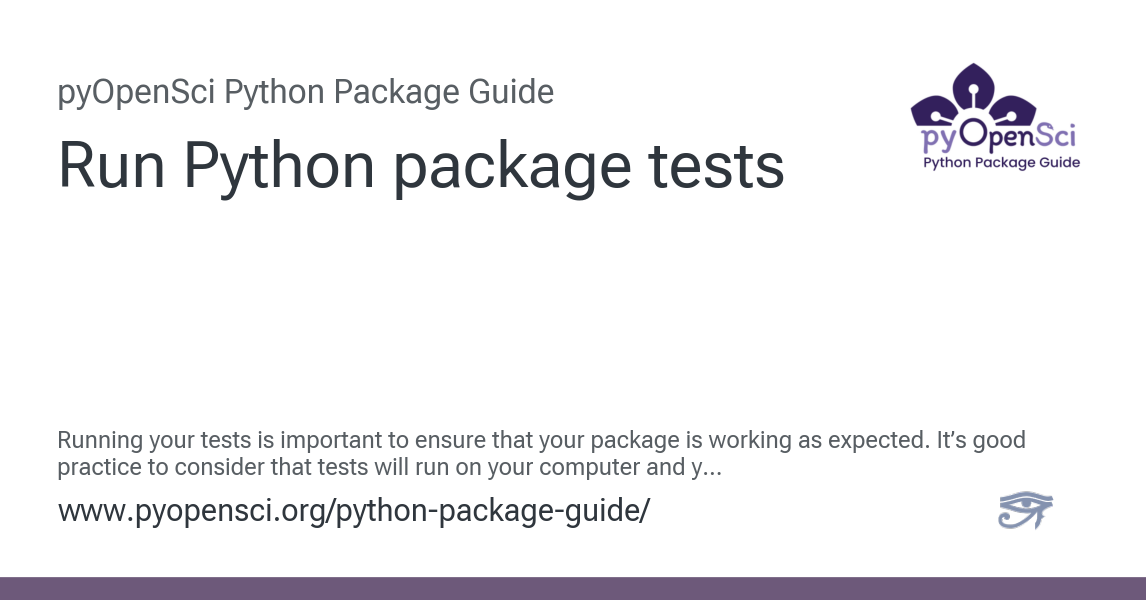 pyOpenSci Python Package Guide
Run Python package tests
pyOpenSci
Python Package Guide
Running your tests is important to ensure that your package is working as expected. It’s good
practice to consider that tests will run on your computer and y...
www.pyopensci.org/python-package-guide/